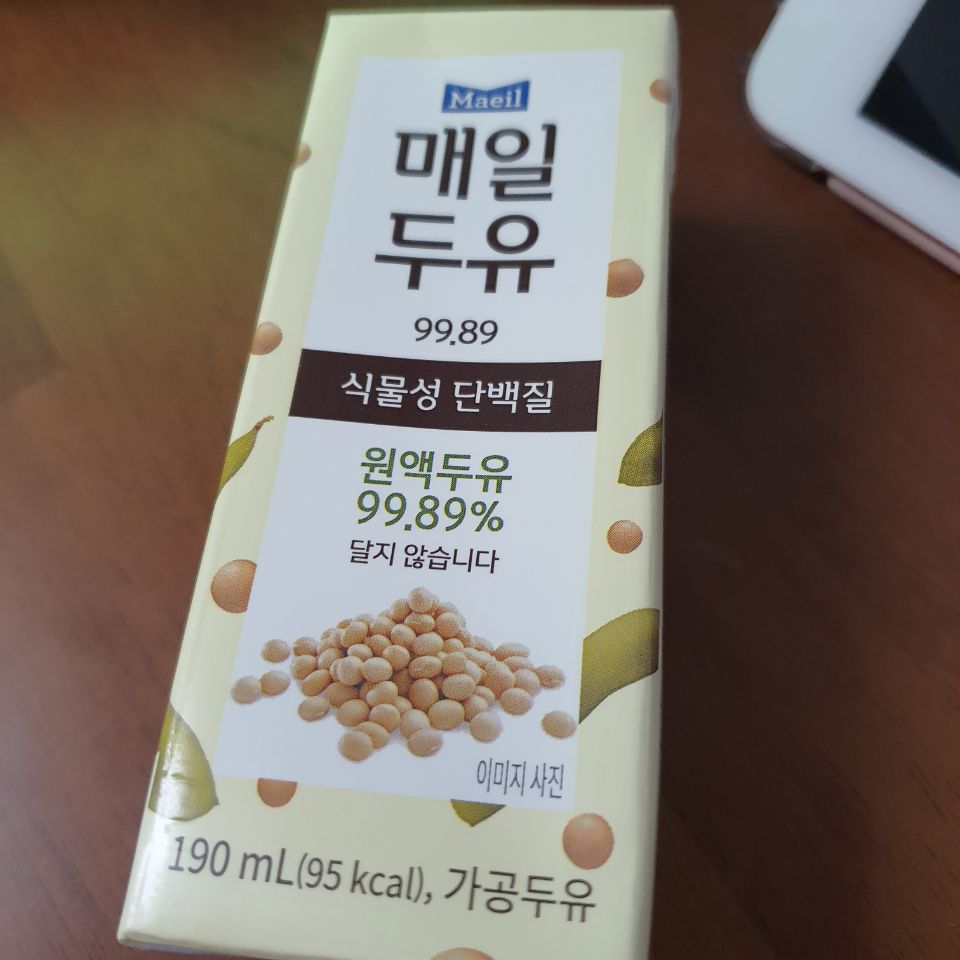 Maeil
매일
두유
99.89
식물성 단백질
원액두유
99.89%
달지 않습니다
이미지 사진
190 mL(95 kcal), 가공두유